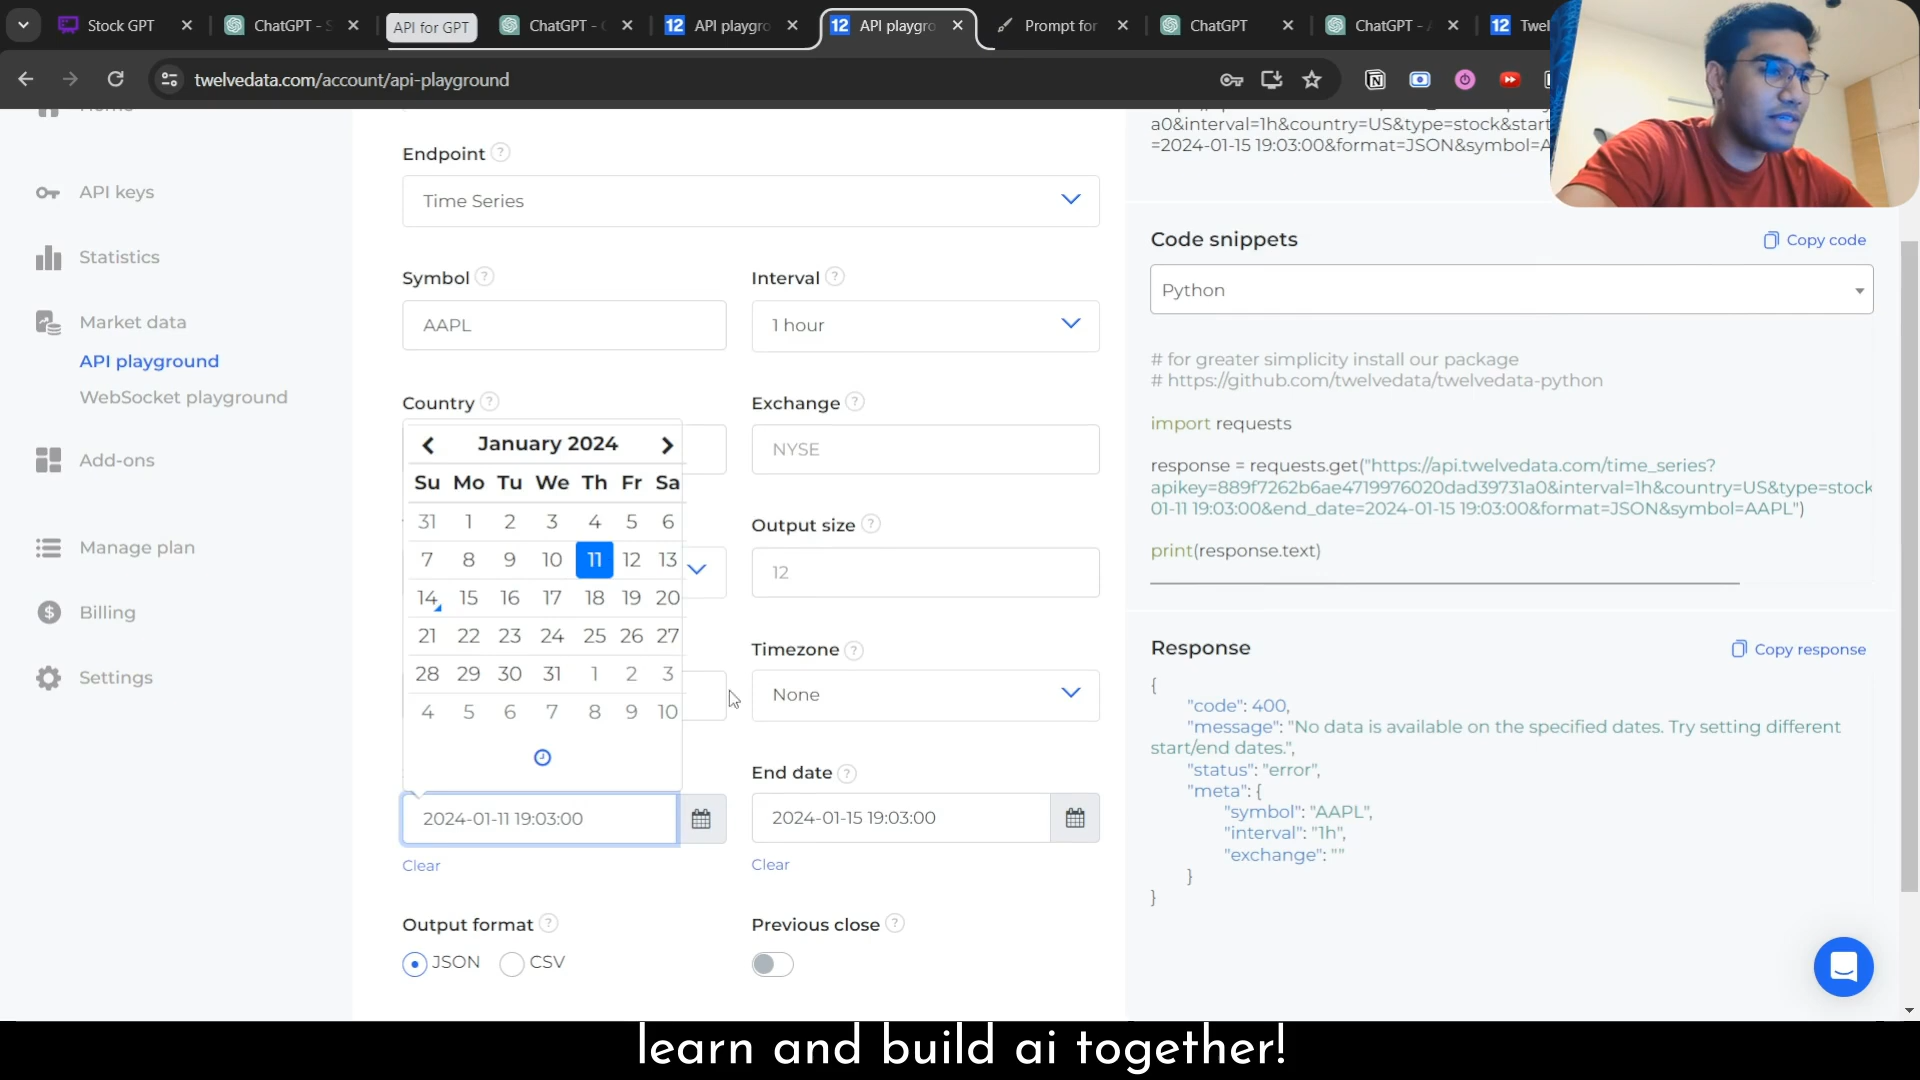 Stock GPT
ChatGPT - S
API for GPT
ChatGPT - G
API playgro
API playgro
Prompt for
ChatGPT
ChatGPT - A
Twel
twelvedata.com/account/api-playground
API keys
Statistics
Market data
API playground
WebSocket playground
Add-ons
Manage plan
Billing
Settings
Endpoint
Time Series
Symbol
Interval
AAPL
1 hour
Country
Exchange
NYSE
January 2024
Su Mo Tu We Th Fr Sa
31 1 2 3 4 5 6
7 8 9 10 11 12 13
14 15 16 17 18 19 20
21 22 23 24 25 26 27
28 29 30 31 1 2 3
4 5 6 7 8 9 10
Output size
12
Timezone
None
End date
2024-01-11 19:03:00
2024-01-15 19:03:00
Clear
Clear
Output format
Previous close
JSON
CSV
a0&interval=1h&country=US&type=stock&start
=2024-01-15 19:03:00&format=JSON&symbol=A
Code snippets
Copy code
Python
# for greater simplicity install our package
# https://github.com/twelvedata/twelvedata-python
import requests
response = requests.get("https://api.twelvedata.com/time_series?
apikey=889f7262b6ae4719976020dad39731a0&interval=1h&country=US&type=stock
01-11 19:03:00&end_date=2024-01-15 19:03:00&format=JSON&symbol=AAPL")
print(response.text)
Response
Copy response
{
"code": 400,
"message": "No data is available on the specified dates. Try setting different
start/end dates.",
"status": "error",
"meta": {
"symbol": "AAPL",
"interval": "1h",
"exchange": ""
}
}
learn and build ai together!